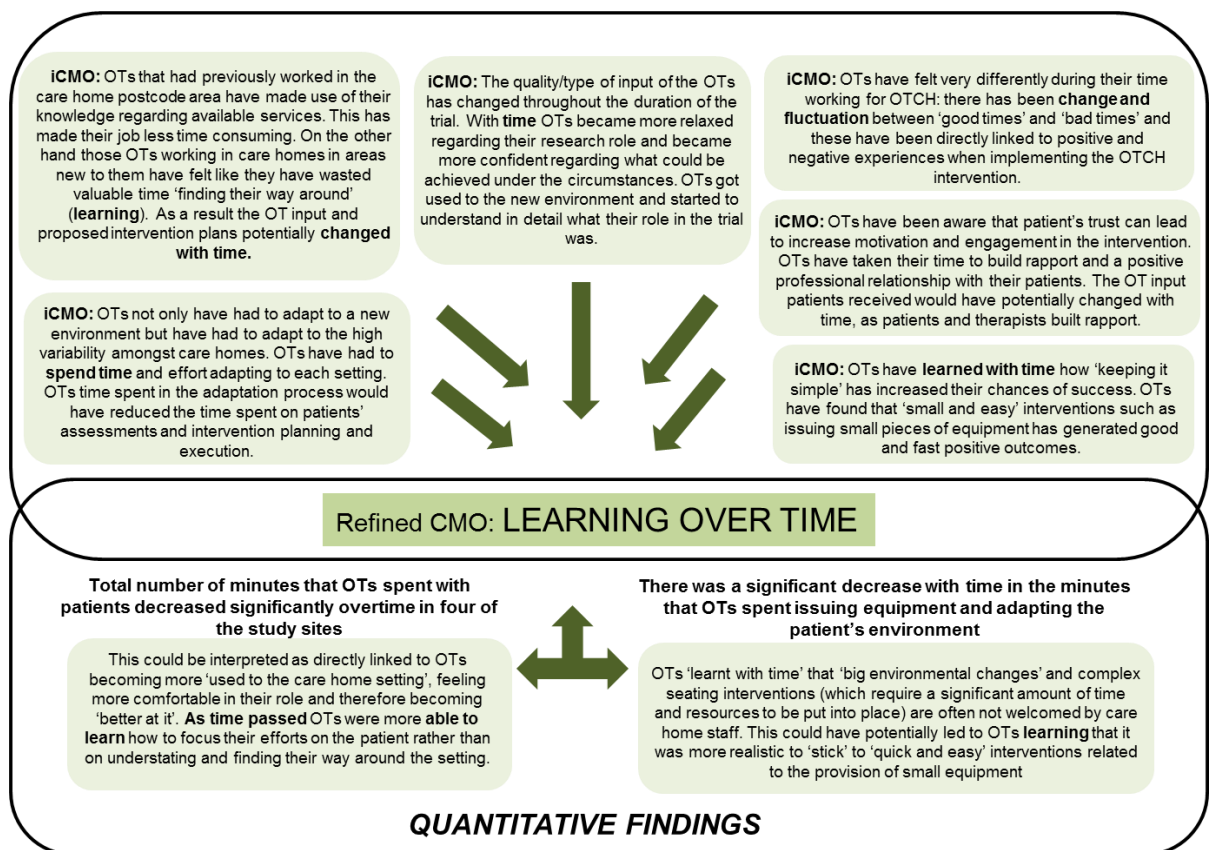 iCMO: OTs that had previously worked in the
care home postcode area have made use of their
knowledge regarding available services. This has
made their job less time consuming. On the other
hand those OTs working in care homes in areas
new to them have felt like they have wasted
valuable time ‘finding their way around’
(learning). As a result the OT input and
proposed intervention plans potentially changed
with time.
iCMO: OTs not only have had to adapt to a new
environment but have had to adapt to the high
variability amongst care homes. OTs have had to
spend time and effort adapting to each setting.
OTs time spent in the adaptation process would
have reduced the time spent on patients’
assessments and intervention planning and
execution.
iCMO: The quality/type of input of the OTs
has changed throughout the duration of the
trial. With time OTs became more relaxed
regarding their research role and became
more confident regarding what could be
achieved under the circumstances. OTs got
used to the new environment and started to
understand in detail what their role in the trial
was.
iCMO: OTs have felt very differently during their time
working for OTCH: there has been change and
fluctuation between ‘good times’ and ‘bad times’ and
these have been directly linked to positive and
negative experiences when implementing the OTCH
intervention.
iCMO: OTs have been aware that patient’s trust can lead
to increase motivation and engagement in the intervention.
OTs have taken their time to build rapport and a positive
professional relationship with their patients. The OT input
patients received would have potentially changed with
time, as patients and therapists built rapport.
iCMO: OTs have learned with time how ‘keeping it
simple’ has increased their chances of success. OTs
have found that ‘small and easy’ interventions such as
issuing small pieces of equipment has generated good
and fast positive outcomes.
Refined CMO: LEARNING OVER TIME
Total number of minutes that OTs spent with
patients decreased significantly overtime in four of
the study sites
This could be interpreted as directly linked to OTs
becoming more ‘used to the care home setting’, feeling
more comfortable in their role and therefore becoming
‘better at it’. As time passed OTs were more able to
learn how to focus their efforts on the patient rather than
on understating and finding their way around the setting.
There was a significant decrease with time in the minutes
that OTs spent issuing equipment and adapting the
patient’s environment
OTs ‘learnt with time’ that ‘big environmental changes’ and complex
seating interventions (which require a significant amount of time
and resources to be put into place) are often not welcomed by care
home staff. This could have potentially led to OTs learning that it
was more realistic to ‘stick’ to ‘quick and easy’ interventions related
to the provision of small equipment
QUANTITATIVE FINDINGS